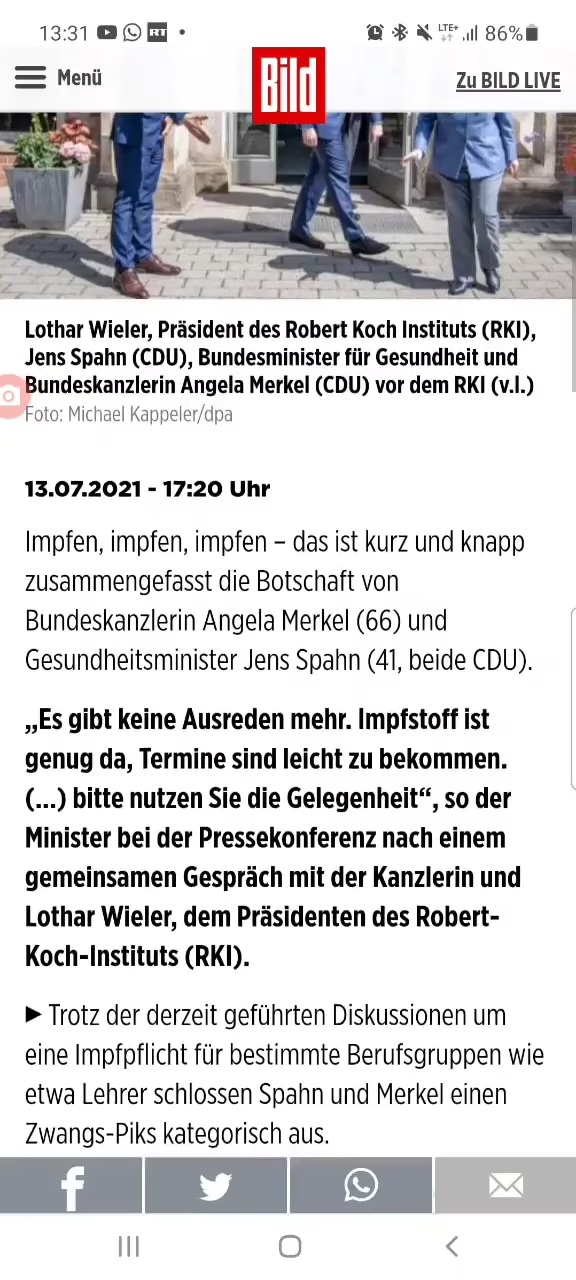 13:31 RT • LTE+ 86%
Menü Bild Zu BILD LIVE
Lothar Wieler, Präsident des Robert Koch Instituts (RKI),
Jens Spahn (CDU), Bundesminister für Gesundheit und
Bundeskanzlerin Angela Merkel (CDU) vor dem RKI (v.l.)
Foto: Michael Kappeler/dpa
13.07.2021 - 17:20 Uhr
Impfen, impfen, impfen – das ist kurz und knapp
zusammengefasst die Botschaft von
Bundeskanzlerin Angela Merkel (66) und
Gesundheitsminister Jens Spahn (41, beide CDU).
„Es gibt keine Ausreden mehr. Impfstoff ist
genug da, Termine sind leicht zu bekommen.
(...) bitte nutzen Sie die Gelegenheit“, so der
Minister bei der Pressekonferenz nach einem
gemeinsamen Gespräch mit der Kanzlerin und
Lothar Wieler, dem Präsidenten des Robert-
Koch-Instituts (RKI).
▶ Trotz der derzeit geführten Diskussionen um
eine Impfpflicht für bestimmte Berufsgruppen wie
etwa Lehrer schlossen Spahn und Merkel einen
Zwangs-Piks kategorisch aus.